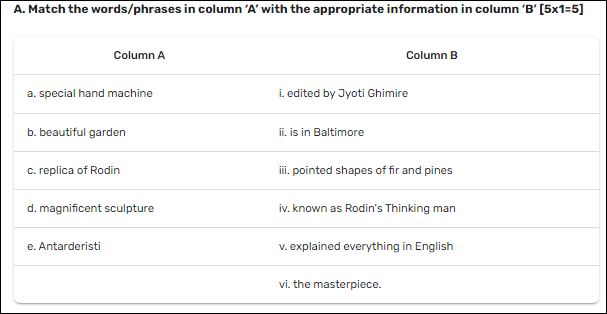 A. Match the words/phrases in column ‘A’ with the appropriate information in column ‘B’ [5x1=5]
Column A Column B
a. special hand machine i. edited by Jyoti Ghimire
b. beautiful garden ii. is in Baltimore
c. replica of Rodin iii. pointed shapes of fir and pines
d. magnificent sculpture iv. known as Rodin's Thinking man
e. Antarderisti v. explained everything in English
vi. the masterpiece.